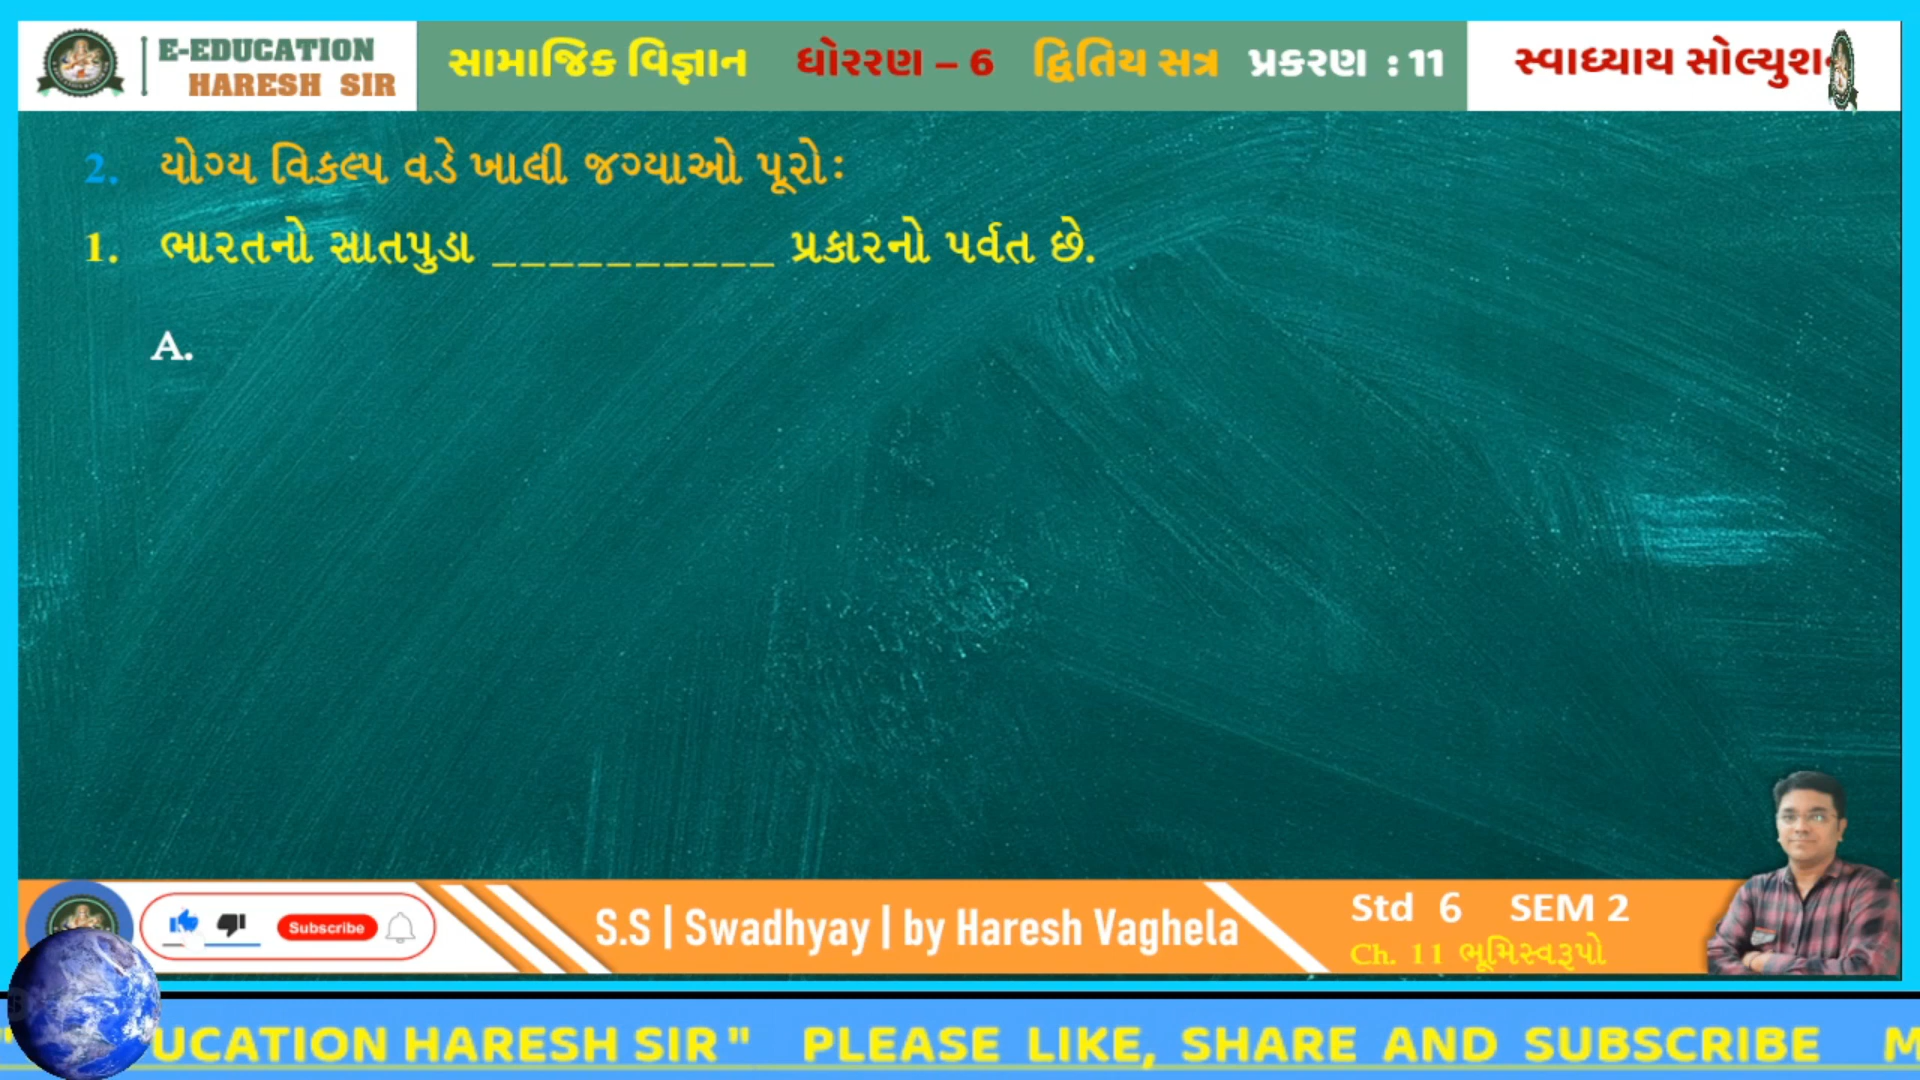 E-EDUCATION
HARESH SIR
સામાજિક વિજ્ઞાન ધોરરણ – 6 દ્વિતિય સત્ર પ્રકરણ : 11
સ્વાધ્યાય
2. યોગ્ય વિકલ્પ વડે ખાલી જગ્યાઓ પૂરો:
1. ભારતનો સાતપુડા __________ પ્રકારનો પર્વત છે.
A.
Subscribe
S.S | Swadhyay | by Haresh Vaghela
Std 6 SEM 2
Ch. 11 ભૂમિસ્વરૂપો
UCATION HARESH SIR" PLEASE LIKE, SHARE AND SUBSCRIBE M